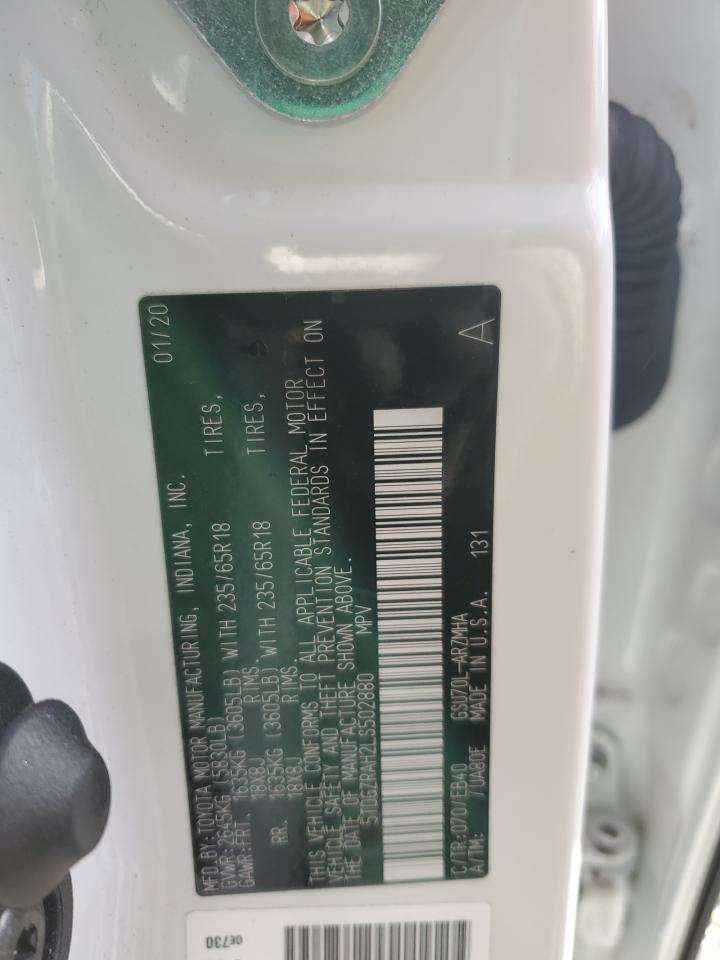 MFD.BY:TOYOTA MOTOR MANUFACTURING, INDIANA, INC. 01/20
GVWR:2645KG (5830LB)
GAWR:FRT. 1635KG (3605LB) WITH 235/65R18 TIRES,
18X8J RIMS.
RR. 1635KG (3605LB) WITH 235/65R18 TIRES,
18X8J RIMS.
THIS VEHICLE CONFORMS TO ALL APPLICABLE FEDERAL MOTOR
VEHICLE SAFETY AND THEFT PREVENTION STANDARDS IN EFFECT ON
THE DATE OF MANUFACTURE SHOWN ABOVE.
5TDGZRAH2LS502880 MPV
C/TR:070/EB40 GSU70L-ARZMHA
A/TM: /UA80E MADE IN U.S.A. 131 A
0E730